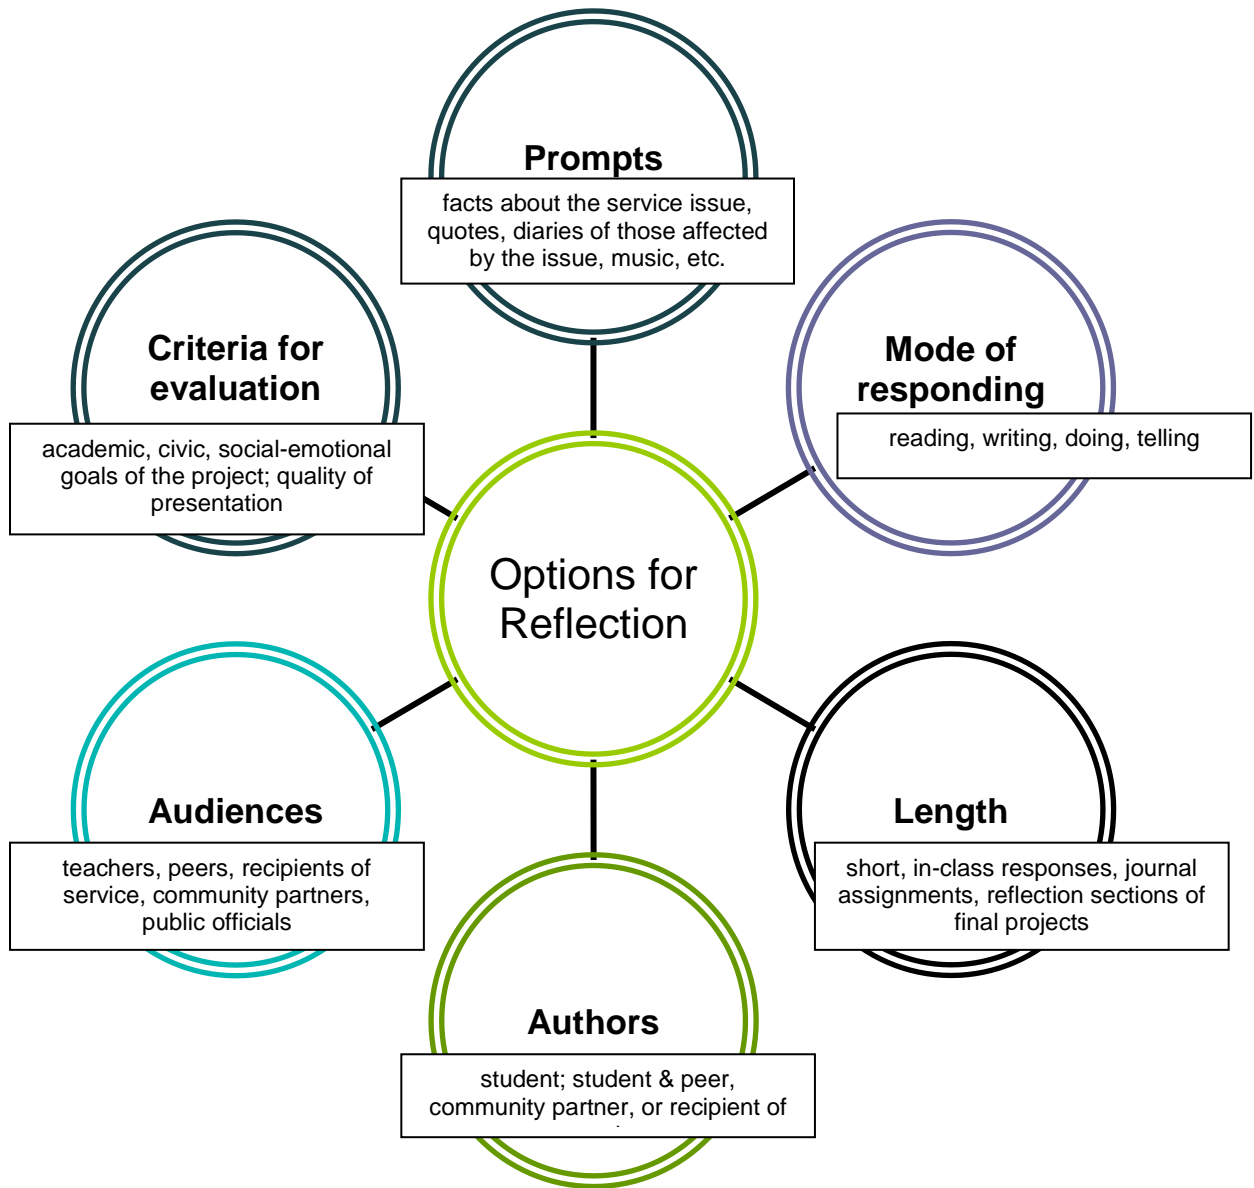 Prompts
facts about the service issue,
quotes, diaries of those affected
by the issue, music, etc.
Criteria for
evaluation
academic, civic, social-emotional
goals of the project; quality of
presentation
Mode of
responding
reading, writing, doing, telling
Options for
Reflection
Audiences
teachers, peers, recipients of
service, community partners,
public officials
Length
short, in-class responses, journal
assignments, reflection sections of
final projects
Authors
student; student & peer,
community partner, or recipient of